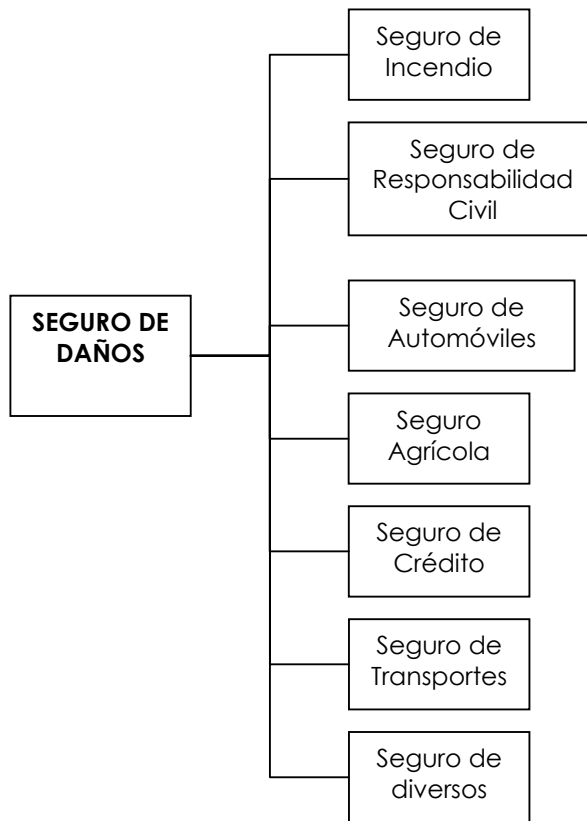 Seguro de
Incendio
Seguro de
Responsabilidad
Civil
SEGURO DE
DAÑOS
Seguro de
Automóviles
Seguro
Agrícola
Seguro de
Crédito
Seguro de
Transportes
Seguro de
diversos